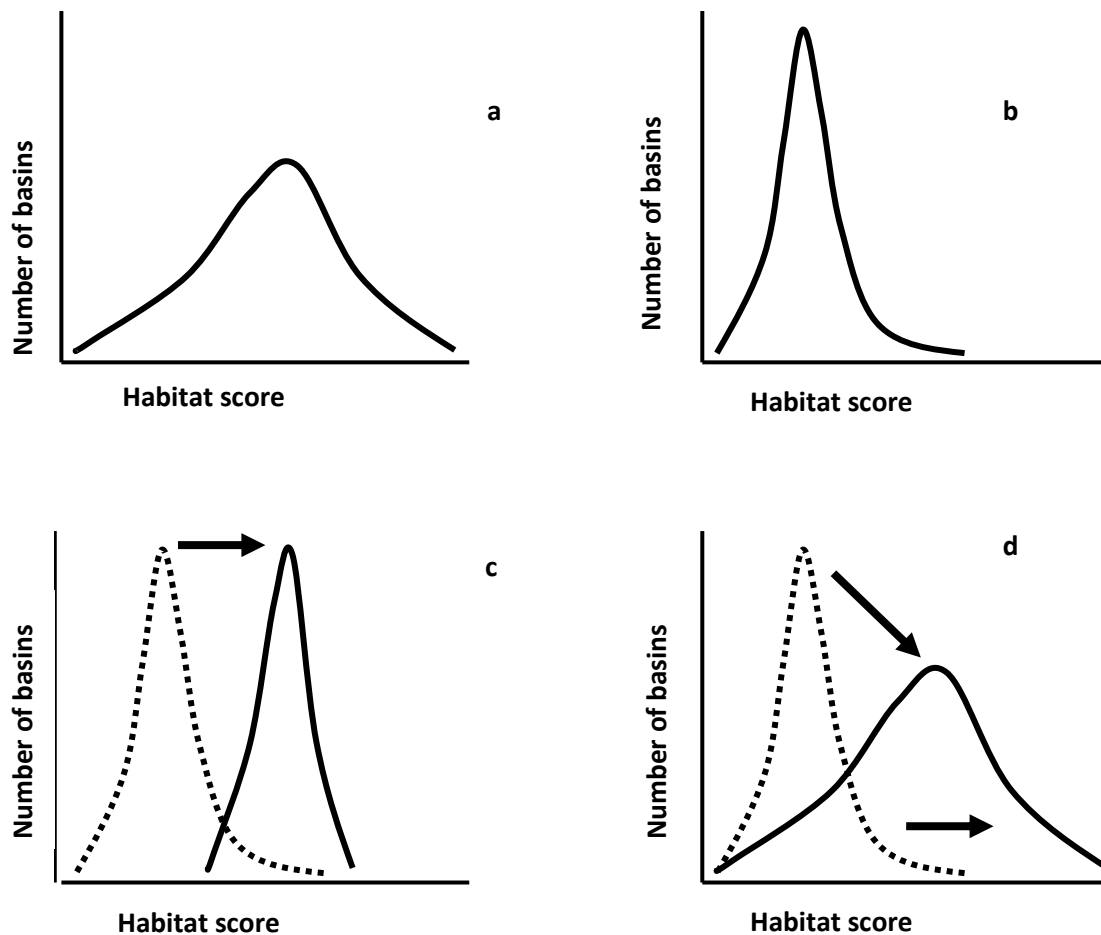 a
Number of basins
Habitat score
b
Number of basins
Habitat score
c
Number of basins
Habitat score
d
Number of basins
Habitat score